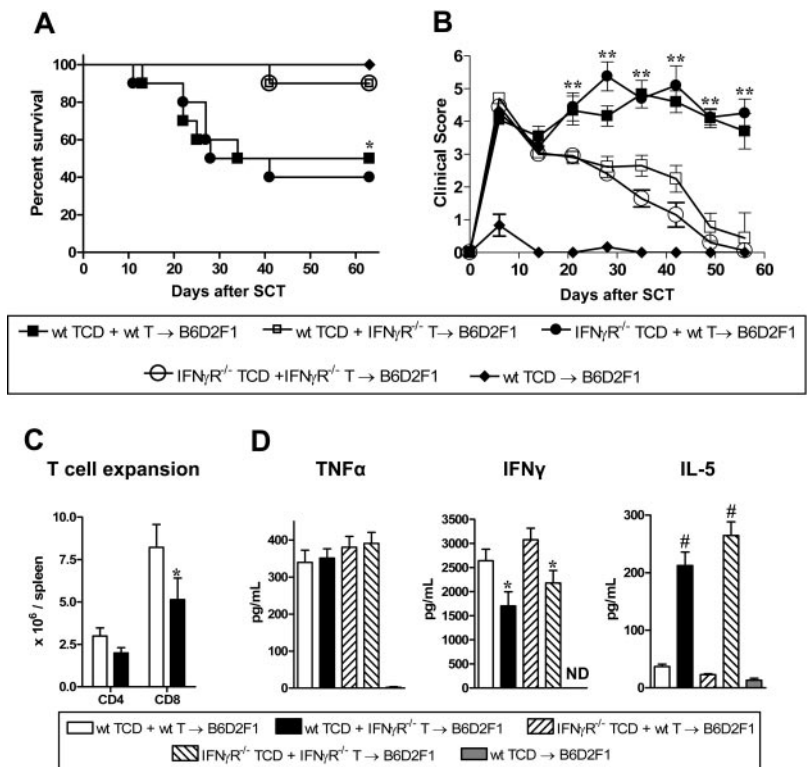 A
B
100
80
60
40
20
0
Percent survival
*
0 10 20 30 40 50 60
Days after SCT
6
5
4
3
2
1
0
Clinical Score
** ** ** ** ** **
0 10 20 30 40 50 60
Days after SCT
wt TCD + wt T → B6D2F1
wt TCD + IFNγR-/- T → B6D2F1
IFNγR-/- TCD + wt T → B6D2F1
IFNγR-/- TCD +IFNγR-/- T → B6D2F1
wt TCD → B6D2F1
C
T cell expansion
10.0
7.5
5.0
2.5
0.0
x 10⁶ / spleen
*
CD4 CD8
D
TNFα
400
300
200
100
0
pg/mL
IFNγ
3500
3000
2500
2000
1500
1000
500
0
pg/mL
* *
ND
IL-5
300
200
100
0
pg/mL
# #
wt TCD + wt T → B6D2F1
wt TCD + IFNγR-/- T → B6D2F1
IFNγR-/- TCD + wt T → B6D2F1
IFNγR-/- TCD + IFNγR-/- T → B6D2F1
wt TCD → B6D2F1